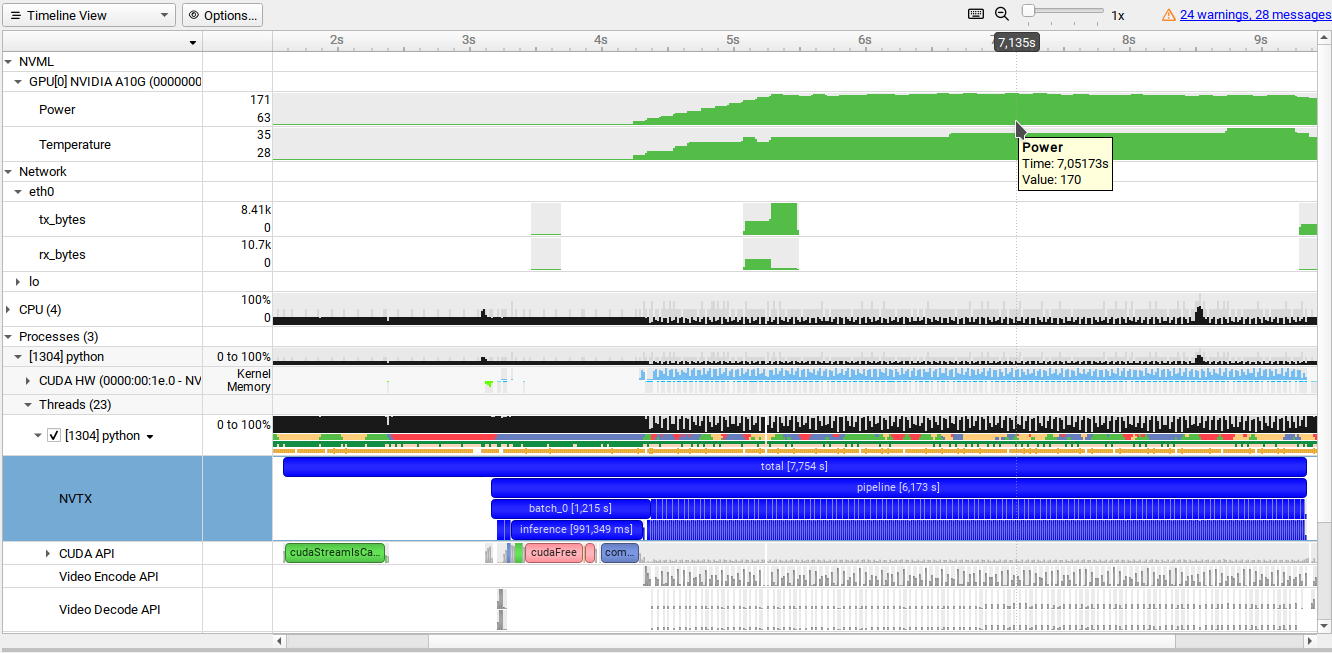 Timeline View
Options...
1x
24 warnings, 28 messages
2s 3s 4s 5s 6s 8s 9s
7,135s
NVML
GPU[0] NVIDIA A10G (0000000
Power
171
63
Temperature
35
28
Power
Time: 7,05173s
Value: 170
Network
eth0
tx_bytes
8.41k
0
rx_bytes
10.7k
0
lo
CPU (4)
100%
0
Processes (3)
[1304] python
0 to 100%
CUDA HW (0000:00:1e.0 - NV
Kernel
Memory
Threads (23)
[1304] python
0 to 100%
NVTX
total [7,754 s]
pipeline [6,173 s]
batch_0 [1,215 s]
inference [991,349 ms]
CUDA API
cudaStreamIsCa...
cudaFree
com...
Video Encode API
Video Decode API